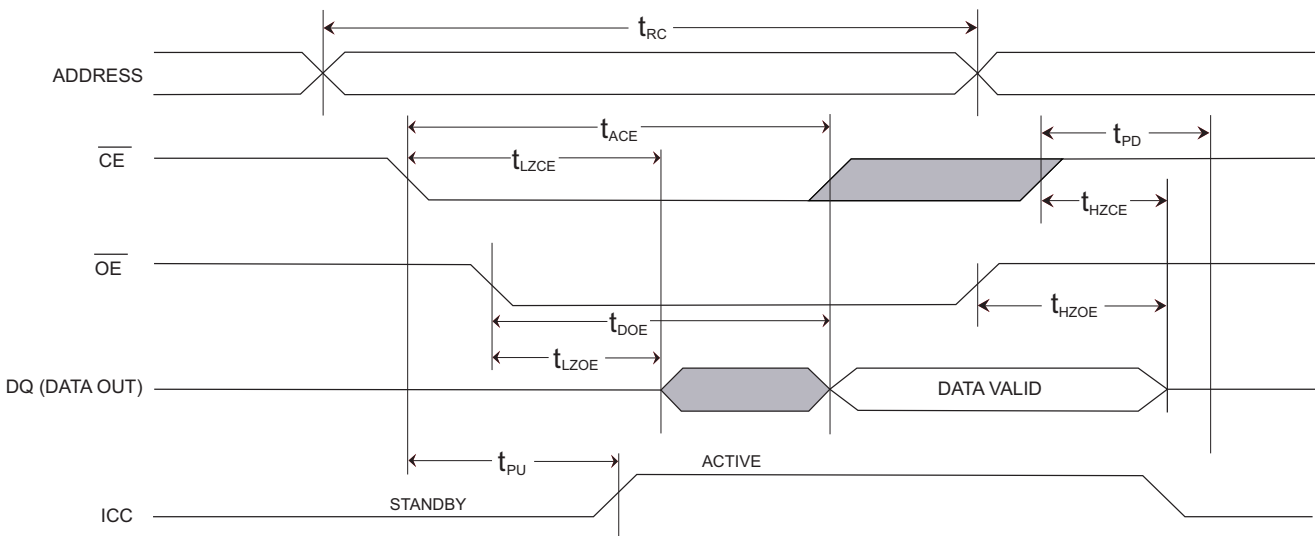 tRC
ADDRESS
tACE
tPD
CE
tLZCE
tHZCE
OE
tHZOE
tDOE
tLZOE
DQ (DATA OUT)
DATA VALID
tPU
ACTIVE
STANDBY
ICC